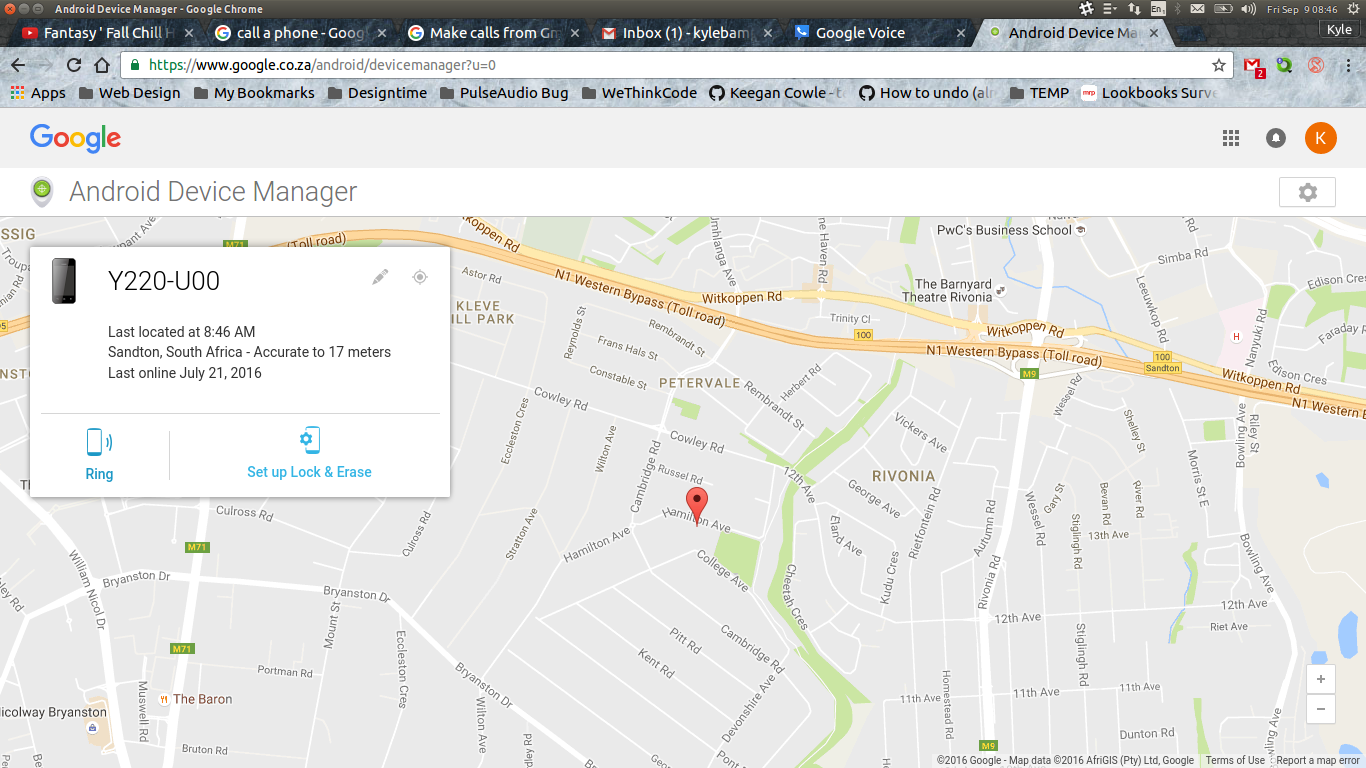 Android Device Manager - Google Chrome
En
Fri Sep 9 08:46
Fantasy ' Fall Chill H
call a phone - Goog
Make calls from Gm
Inbox (1) - kylebam
Google Voice
Android Device Ma
Kyle
https://www.google.co.za/android/devicemanager?u=0
2
Apps
Web Design
My Bookmarks
Designtime
PulseAudio Bug
WeThinkCode
Keegan Cowle - t
How to undo (alm
TEMP
mrp
Lookbooks Surve
Google
K
Android Device Manager
Y220-U00
Last located at 8:46 AM
Sandton, South Africa - Accurate to 17 meters
Last online July 21, 2016
Ring
Set up Lock & Erase
SSIG
M71
(Toll road)
Witkoppen Rd
Astor Rd
KLEVE
HILL PARK
N1 Western Bypass (Toll road)
Umhlanga Ave
Witkoppen Rd
The Barnyard
Theatre Rivonia
PwC's Business School
Simba Rd
Leeuwkop Rd
Edison Cres
Faraday
Nanyuki Rd
H
Trinity Cl
100
Witkoppen Rd
N1 Western Bypass (Toll road)
100
Sandton
M9
Witkoppen Rd
Edison Cres
N1 Western B
Reynolds St
Rembrandt St
Frans Hals St
Constable St
PETERVALE
Herbert Rd
Rembrandt St
Cowley Rd
Eccleston Cres
Wilton Ave
Cambridge Rd
Cowley Rd
Russel Rd
12th Ave
Vickers Ave
RIVONIA
George Ave
Wessel Rd
Shelley St
Morris St E
Bowling Ave
Riley St
Hamilton Ave
Hamilton Ave
Stratton Ave
Culross Rd
Culross Rd
M71
College Ave
Eland Ave
Rietfontein Rd
Kudu Cres
Autumn Rd
Wessel Rd
Gary St
Stiglingh Rd
Bevan Rd
River Rd
13th Ave
Bowling Ave
William Nicol Dr
Bryanston Dr
Bryanston Dr
Mount St
Cheetah Cres
Rivonia Rd
12th Ave
12th Ave
Riet Ave
M71
Eccleston Cres
Pitt Rd
Kent Rd
Cambridge Rd
Devonshire Ave
Stiglingh Rd
Portman Rd
The Baron
Muswell Rd
Bryanston Dr
Wilton Ave
11th Ave
Homestead Rd
11th Ave
11th Ave
Nicolway Bryanston
Bruton Rd
M9
Dunton Rd
+
−
©2016 Google - Map data ©2016 AfriGIS (Pty) Ltd, Google
Terms of Use
Report a map error